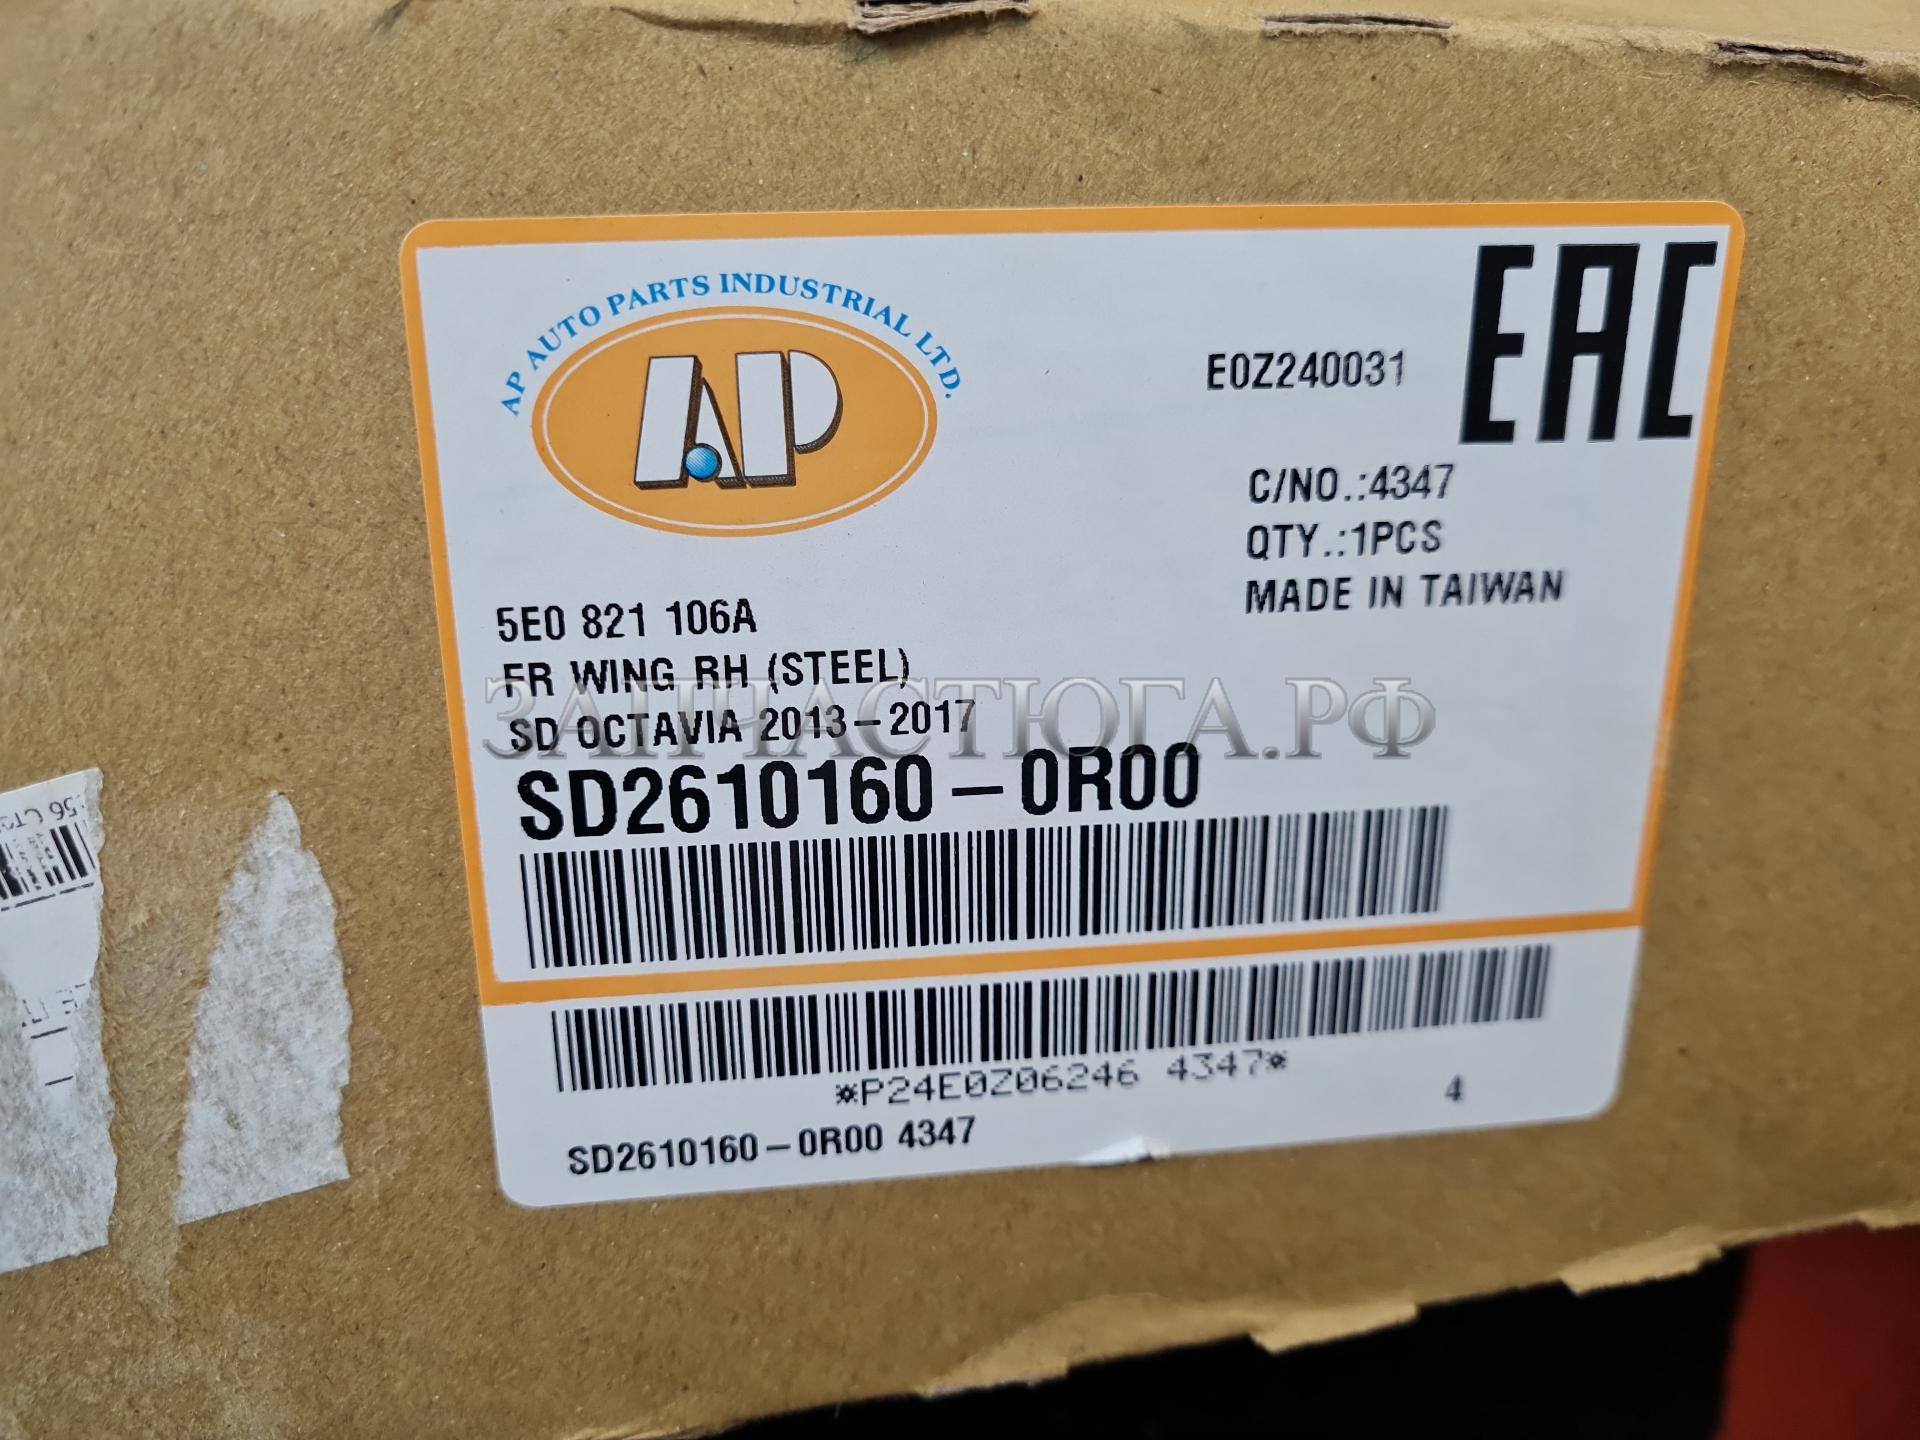 AP AUTO PARTS INDUSTRIAL LTD.
AP
EAC
E0Z240031
C/NO.:4347
QTY.:1PCS
MADE IN TAIWAN
5E0 821 106A
FR WING RH (STEEL)
SD OCTAVIA 2013-2017
ЗАПЧАСТЮГА.РФ
SD2610160-0R00
*P24E0Z06246 4347*
SD2610160-0R00 4347
4